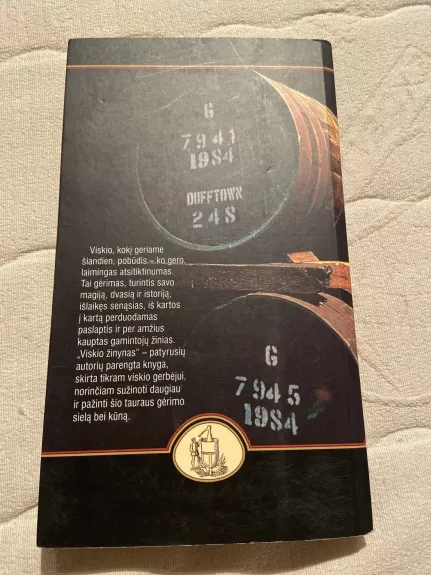 G
7941
1984
DUFFTOWN
248
Viskio, kokį geriame
šiandien, pobūdis – ko gero,
laimingas atsitiktinumas.
Tai gėrimas, turintis savo
magiją, dvasią ir istoriją,
išlaikęs senąsias, iš kartos
į kartą perduodamas
paslaptis ir per amžius
kauptas gamintojų žinias.
„Viskio žinynas“ – patyrusių
autorių parengta knyga,
skirta tikram viskio gerbėjui,
norinčiam sužinoti daugiau
ir pažinti šio tauraus gėrimo
sielą bei kūną.
G
7945
1984